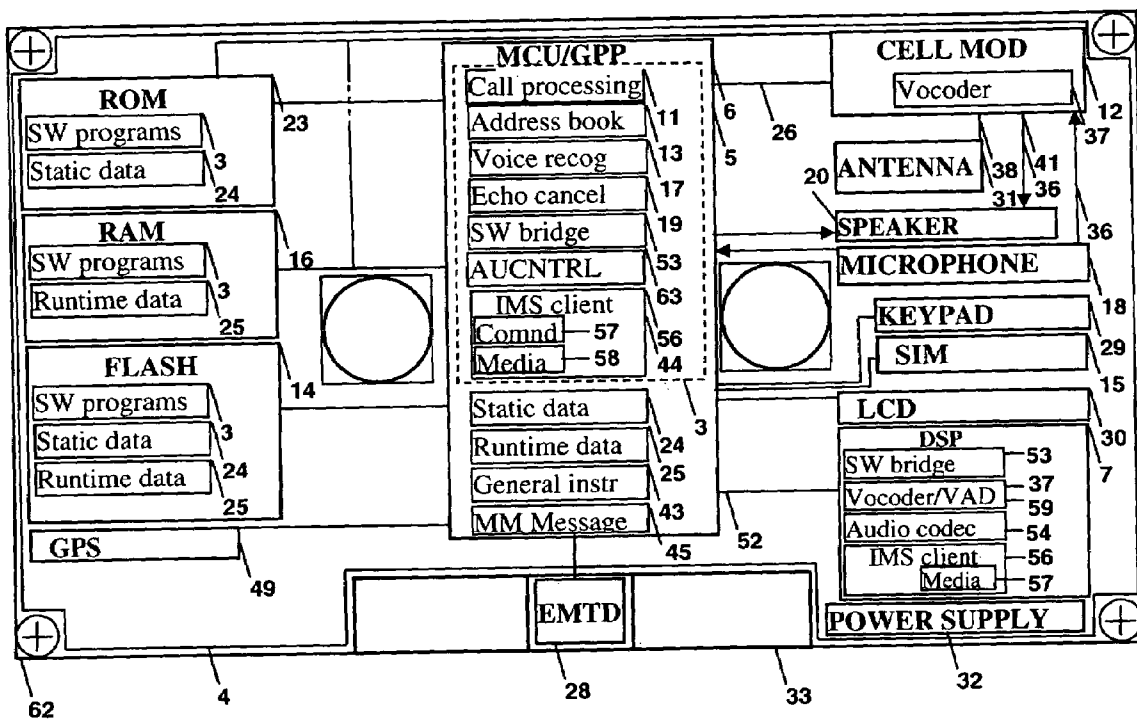 MCU/GPP
Call processing
Address book
Voice recog
Echo cancel
SW bridge
AUCNTRL
IMS client
Comnd
57
Media
58
Static data
Runtime data
General instr
MM Message
11
13
17
19
53
63
56
44
3
24
25
43
45
6
5
26
52
ROM
SW programs
Static data
3
24
23
RAM
SW programs
Runtime data
3
25
16
FLASH
SW programs
Static data
Runtime data
3
24
25
14
GPS
49
CELL MOD
Vocoder
12
37
ANTENNA
38
31
41
36
20
SPEAKER
36
MICROPHONE
18
KEYPAD
29
SIM
15
LCD
30
DSP
7
SW bridge
53
Vocoder/VAD
37
59
Audio codec
54
IMS client
56
Media
57
POWER SUPPLY
32
EMTD
28
33
4
62